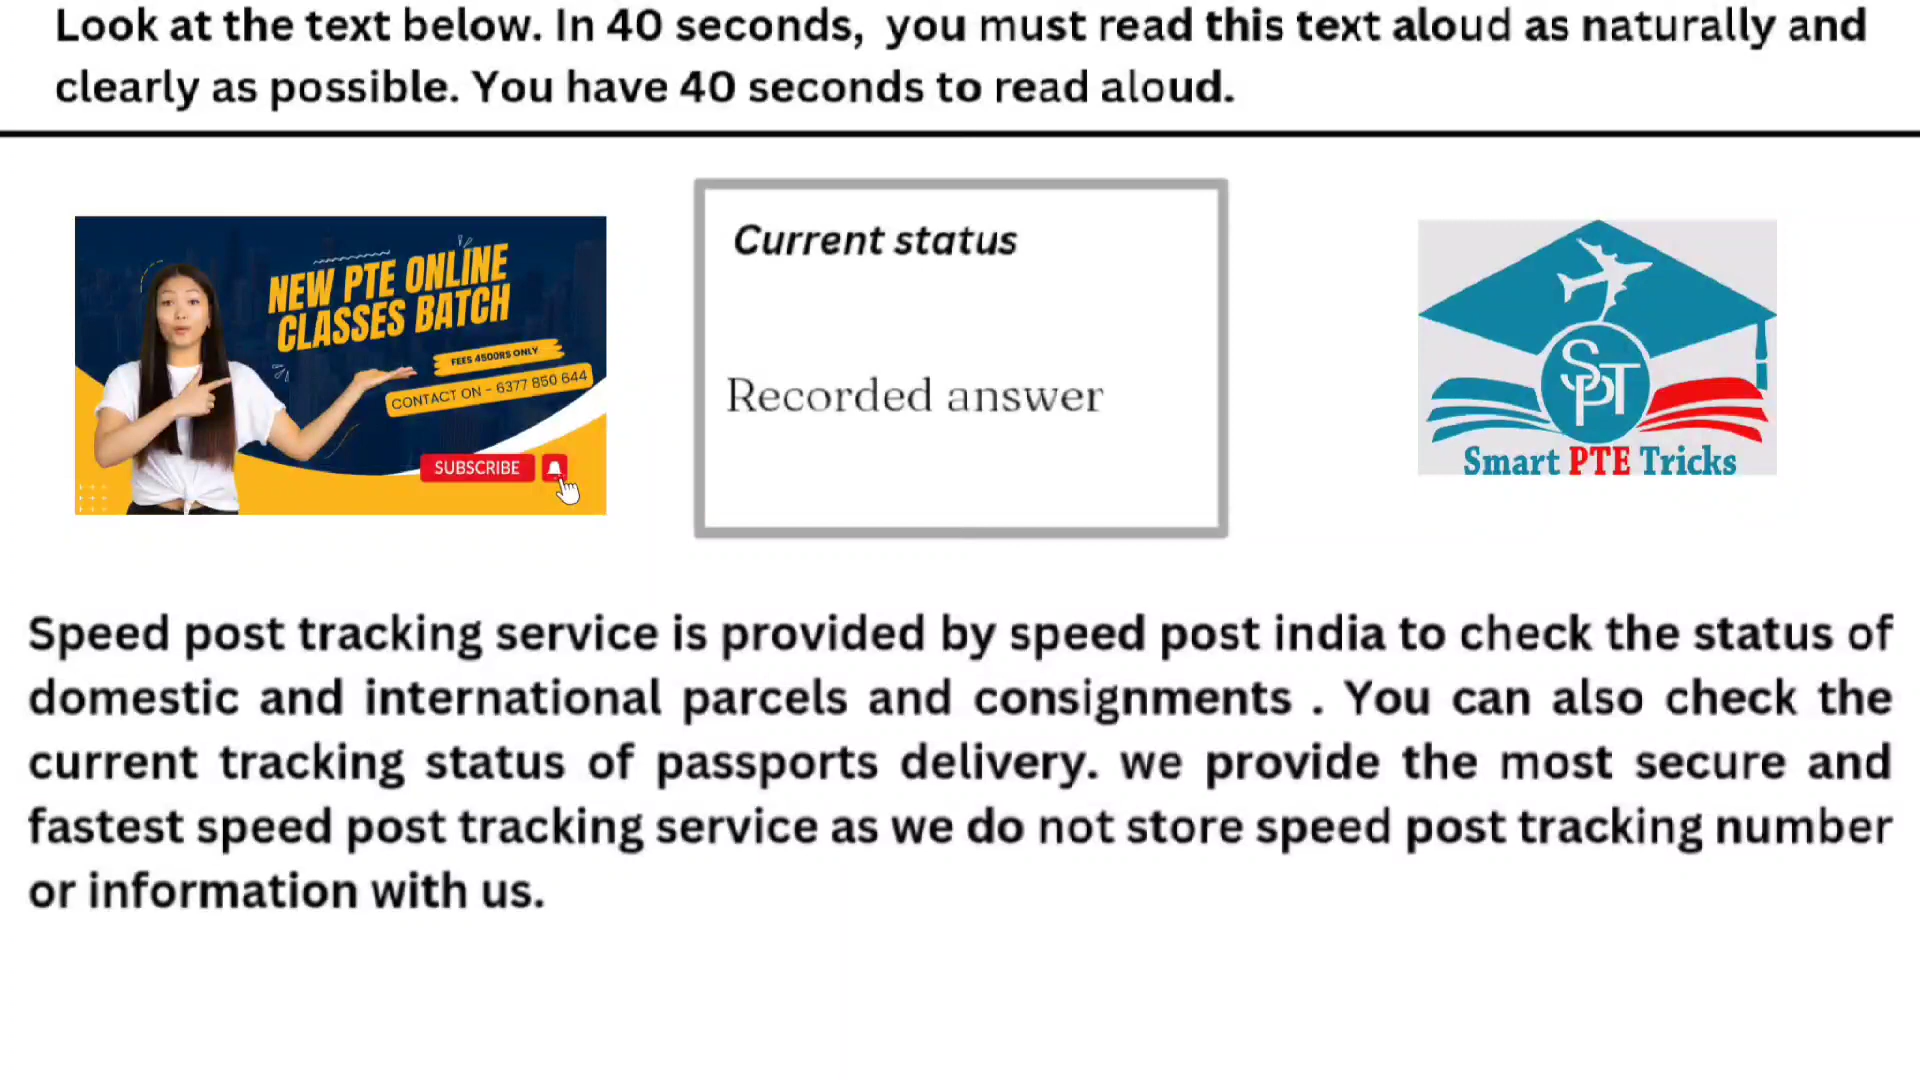 Look at the text below. In 40 seconds, you must read this text aloud as naturally and
clearly as possible. You have 40 seconds to read aloud.
NEW PTE ONLINE
CLASSES BATCH
FEES 4500RS ONLY
CONTACT ON - 6377 850 644
SUBSCRIBE
Current status
Recorded answer
SPT
Smart PTE Tricks
Speed post tracking service is provided by speed post india to check the status of
domestic and international parcels and consignments . You can also check the
current tracking status of passports delivery. we provide the most secure and
fastest speed post tracking service as we do not store speed post tracking number
or information with us.